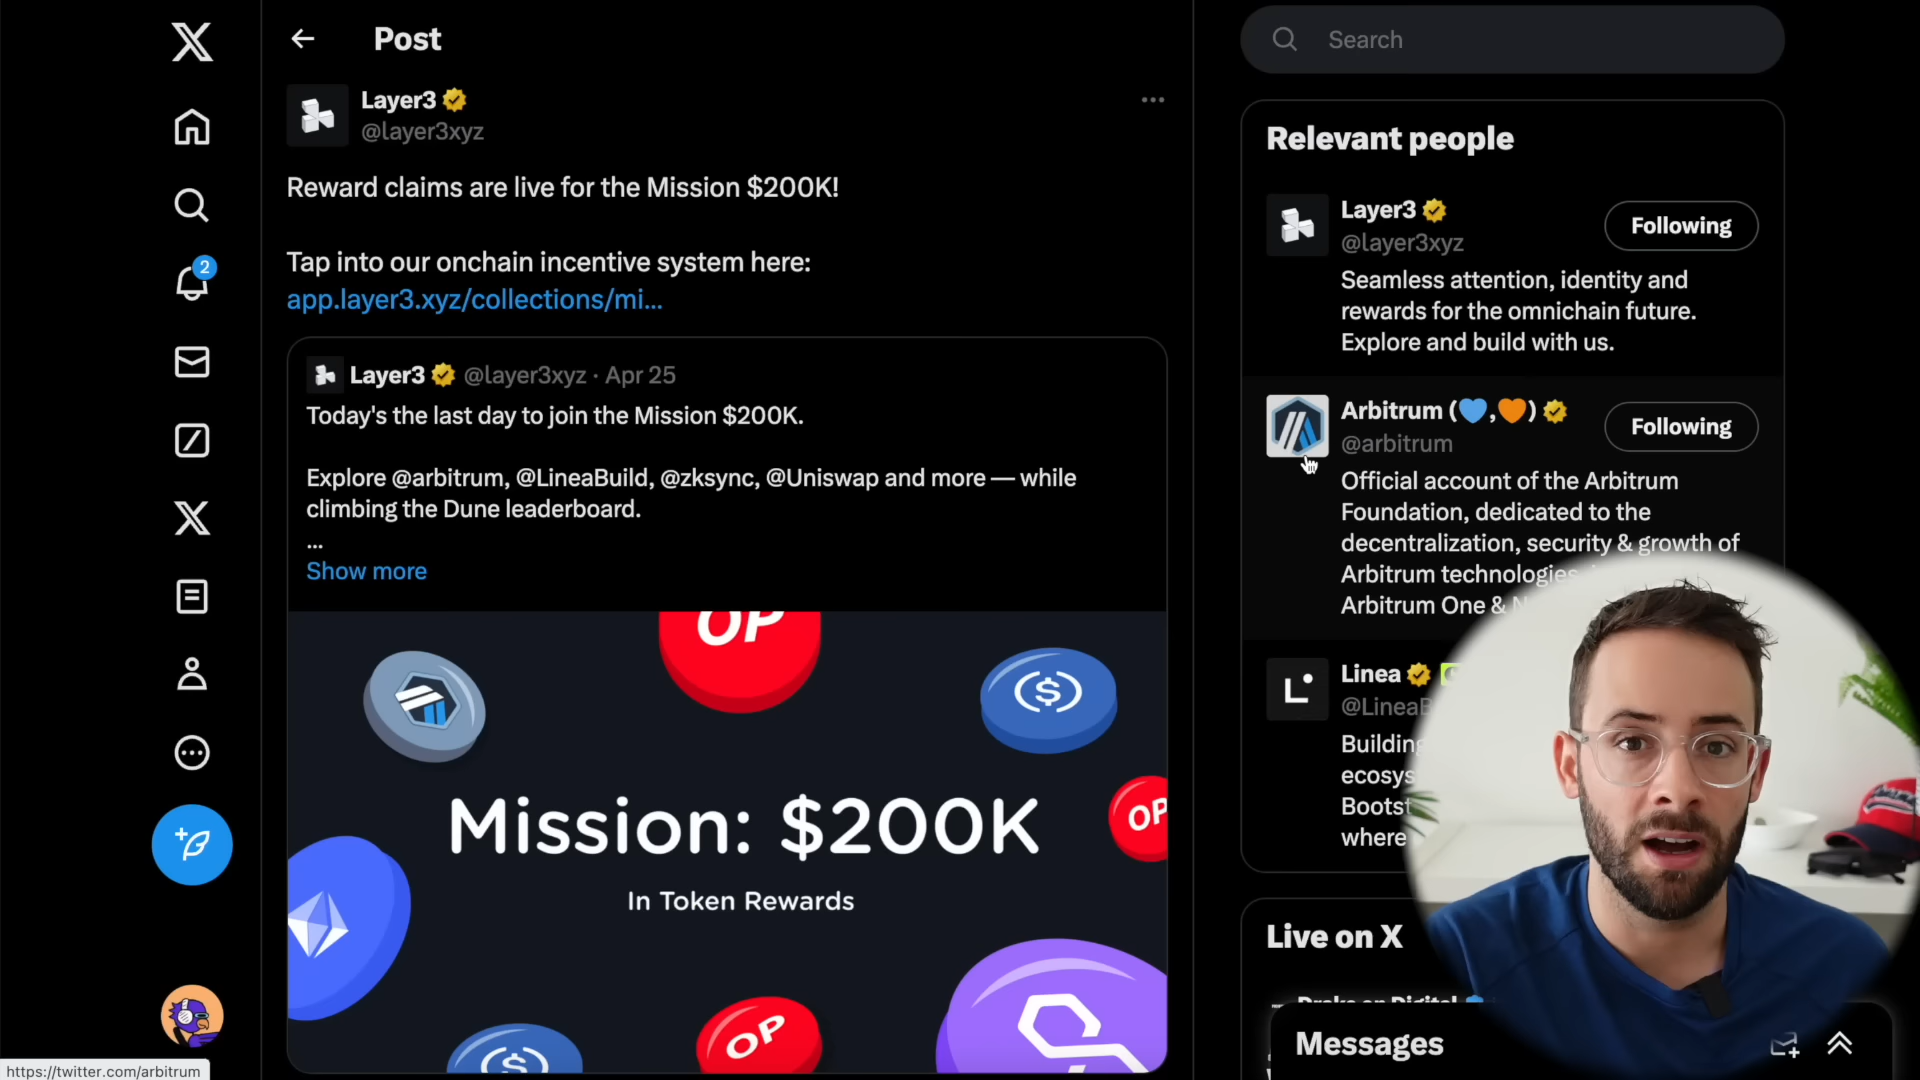 Post
Search
Layer3
@layer3xyz
Reward claims are live for the Mission $200K!
Tap into our onchain incentive system here:
app.layer3.xyz/collections/mi...
Layer3 @layer3xyz · Apr 25
Today's the last day to join the Mission $200K.
Explore @arbitrum, @LineaBuild, @zksync, @Uniswap and more — while
climbing the Dune leaderboard.
...
Show more
OP
OP
Mission: $200K
In Token Rewards
OP
2
Relevant people
Layer3
@layer3xyz
Following
Seamless attention, identity and
rewards for the omnichain future.
Explore and build with us.
Arbitrum (💙,🧡)
@arbitrum
Following
Official account of the Arbitrum
Foundation, dedicated to the
decentralization, security & growth of
Arbitrum technologies
Arbitrum One &
Linea
Building
where
Live on X
Messages
https://twitter.com/arbitrum